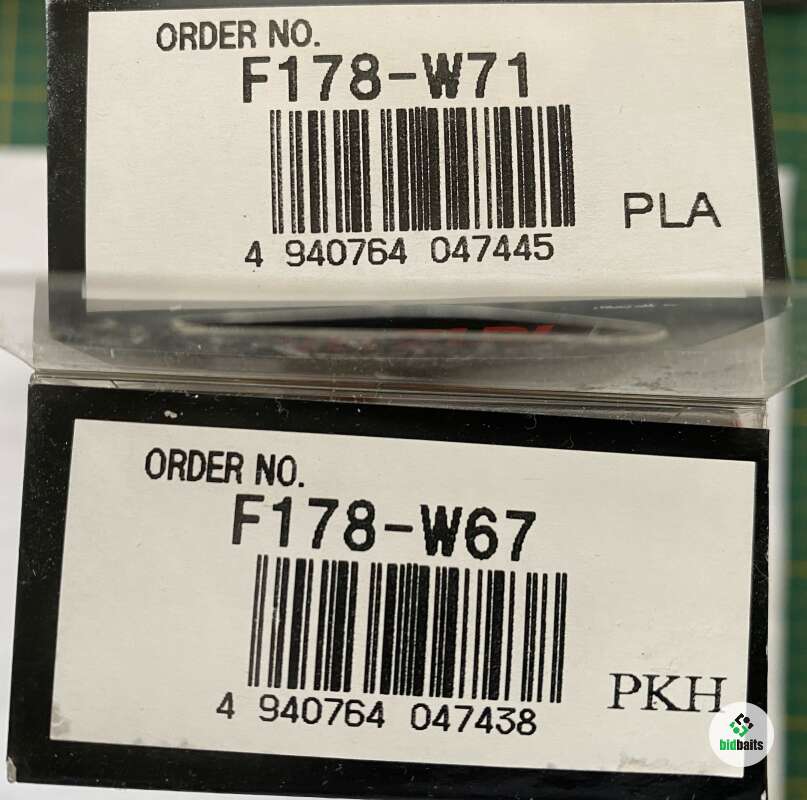 ORDER NO.
F178-W71
PLA
4 940764 047445
ORDER NO.
F178-W67
4 940764 047438
PKH
bidbaits